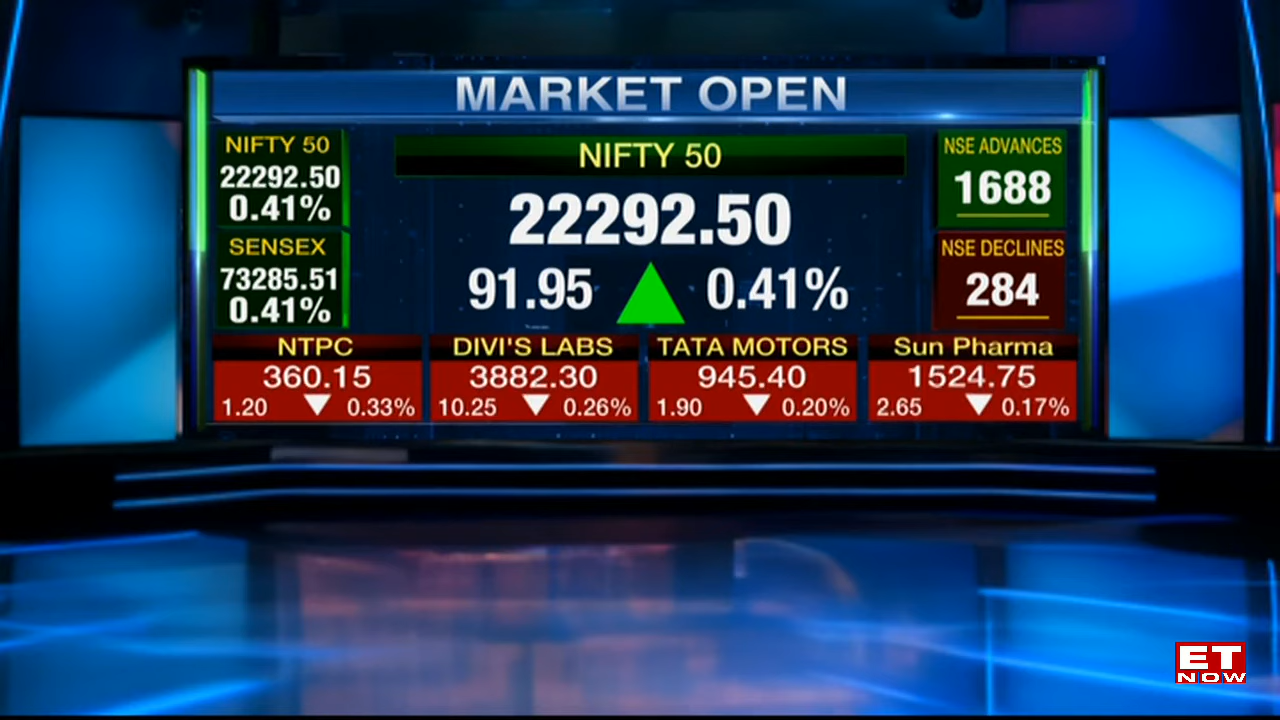 MARKET OPEN
NIFTY 50
22292.50
0.41%
SENSEX
73285.51
0.41%
NIFTY 50
22292.50
91.95 0.41%
NSE ADVANCES
1688
NSE DECLINES
284
NTPC
360.15
1.20 0.33%
DIVI'S LABS
3882.30
10.25 0.26%
TATA MOTORS
945.40
1.90 0.20%
Sun Pharma
1524.75
2.65 0.17%
ET
NOW